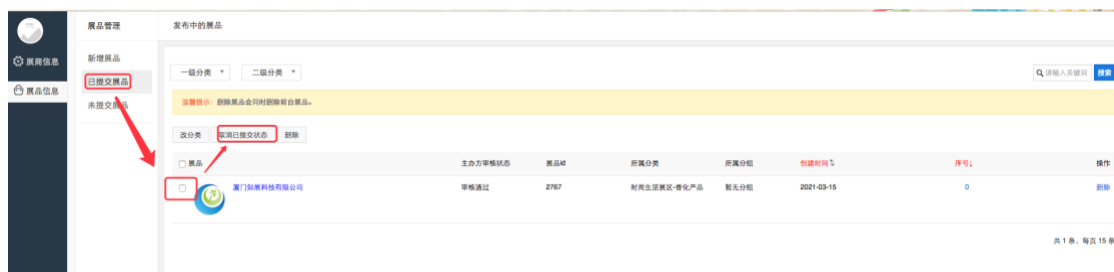 展品管理
发布中的展品
展商信息
展品信息
新增展品
已提交展品
未提交展品
一级分类 二级分类
请输入关键词 搜索
温馨提示：删除展品会同时删除前台展品。
改分类 取消已提交状态 删除
展品 主办方审核状态 展品id 所属分类 所属分组 创建时间 序号↓ 操作
厦门知展科技有限公司 审核通过 2767 时尚生活展区-香化产品 暂无分组 2021-03-15 0 删除
共 1 条，每页 15 条